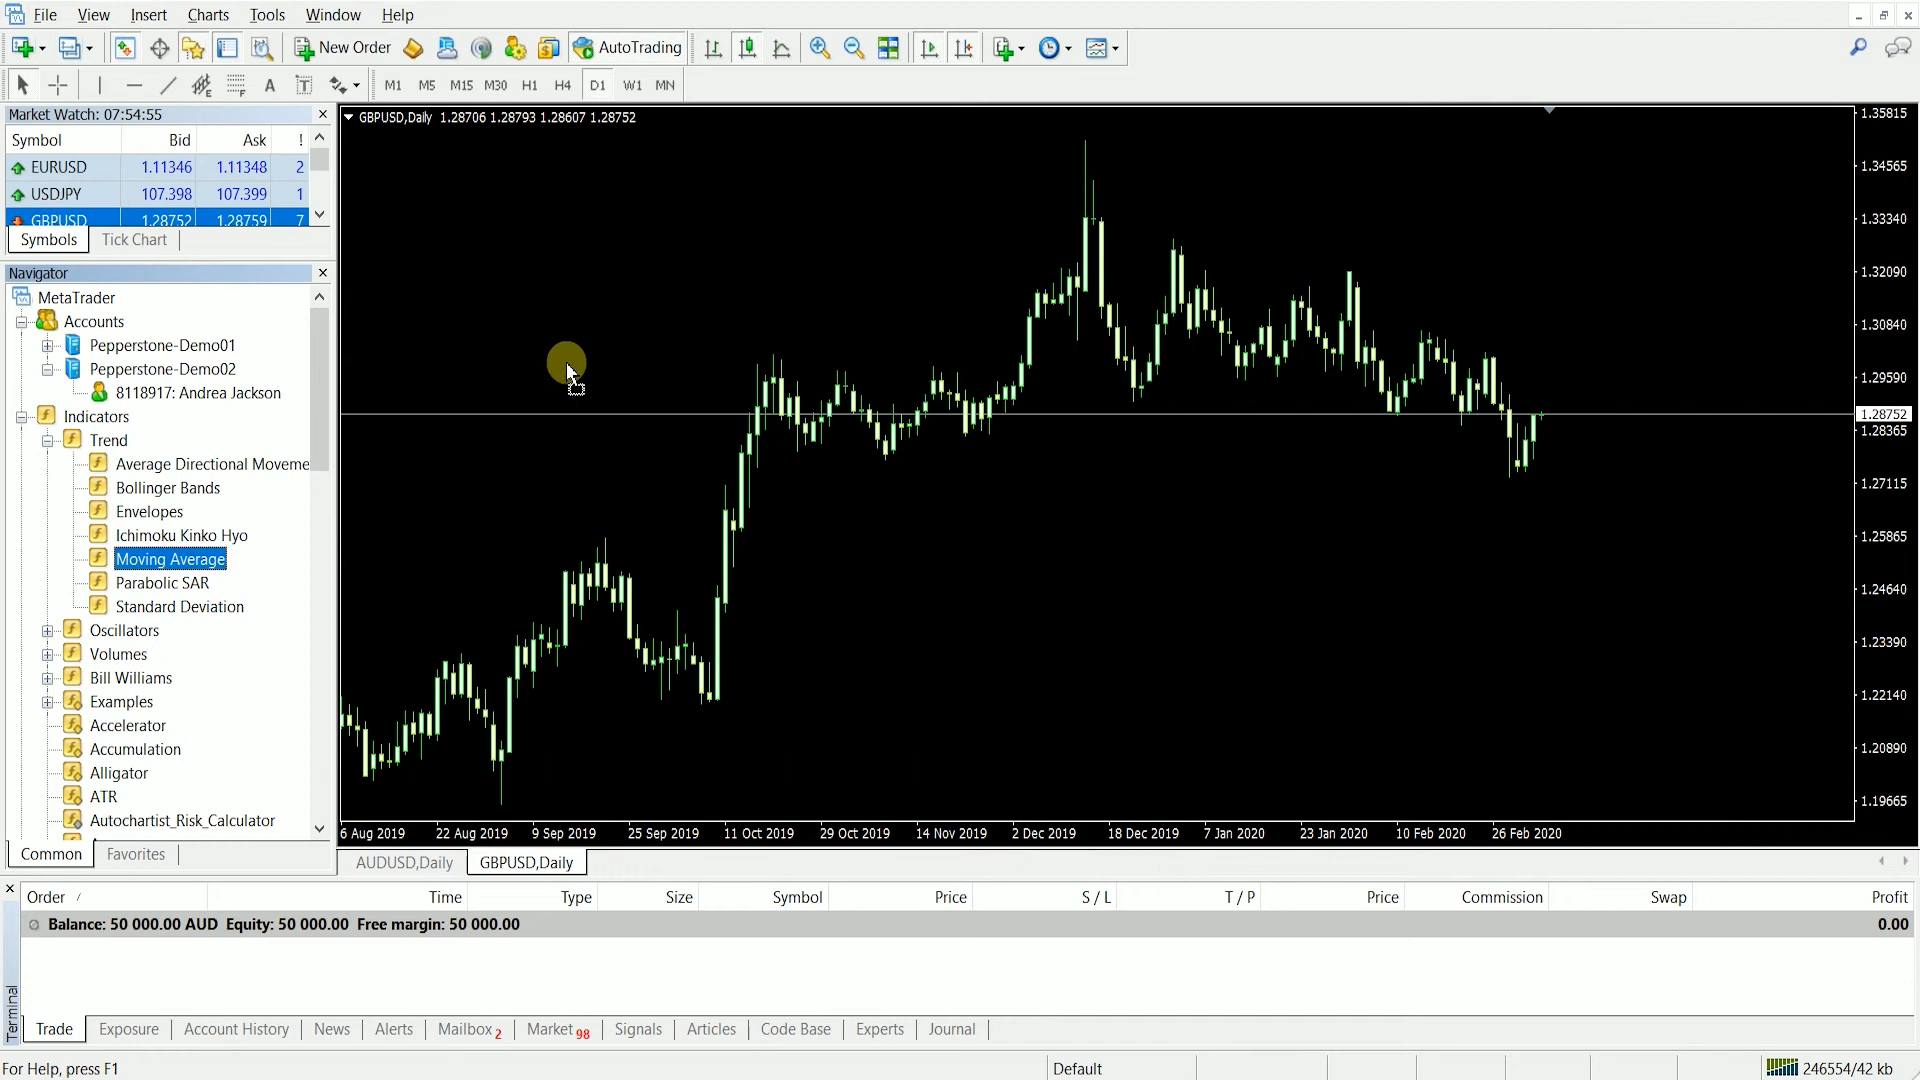 File View Insert Charts Tools Window Help
New Order AutoTrading
A T M1 M5 M15 M30 H1 H4 D1 W1 MN
Market Watch: 07:54:55
Symbol Bid Ask !
EURUSD 1.11346 1.11348 2
USDJPY 107.398 107.399 1
GBPUSD 1.28752 1.28759 7
Symbols Tick Chart
Navigator
MetaTrader
Accounts
Pepperstone-Demo01
Pepperstone-Demo02
8118917: Andrea Jackson
Indicators
Trend
Average Directional Moveme
Bollinger Bands
Envelopes
Ichimoku Kinko Hyo
Moving Average
Parabolic SAR
Standard Deviation
Oscillators
Volumes
Bill Williams
Examples
Accelerator
Accumulation
Alligator
ATR
Autochartist_Risk_Calculator
Common Favorites
GBPUSD,Daily 1.28706 1.28793 1.28607 1.28752
1.35815
1.34565
1.33340
1.32090
1.30840
1.29590
1.28752
1.28365
1.27115
1.25865
1.24640
1.23390
1.22140
1.20890
1.19665
6 Aug 2019 22 Aug 2019 9 Sep 2019 25 Sep 2019 11 Oct 2019 29 Oct 2019 14 Nov 2019 2 Dec 2019 18 Dec 2019 7 Jan 2020 23 Jan 2020 10 Feb 2020 26 Feb 2020
AUDUSD,Daily GBPUSD,Daily
Order / Time Type Size Symbol Price S / L T / P Price Commission Swap Profit
Balance: 50 000.00 AUD Equity: 50 000.00 Free margin: 50 000.00 0.00
Terminal
Trade Exposure Account History News Alerts Mailbox 2 Market 98 Signals Articles Code Base Experts Journal
For Help, press F1 Default 246554/42 kb